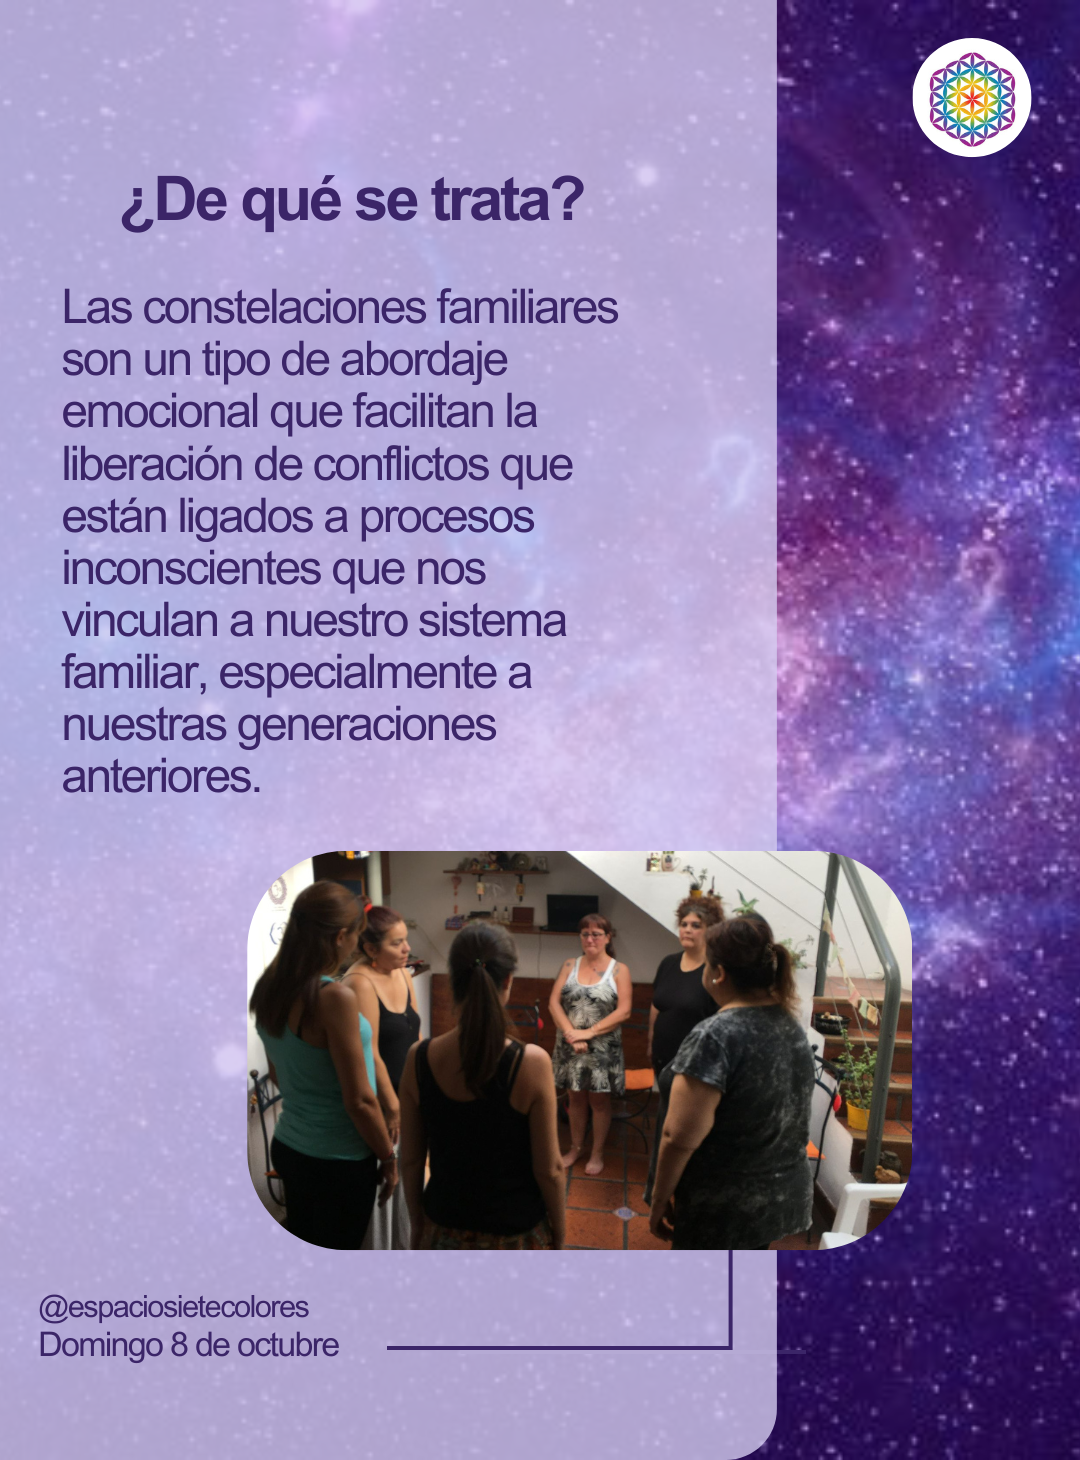 ¿De qué se trata?
Las constelaciones familiares
son un tipo de abordaje
emocional que facilitan la
liberación de conflictos que
están ligados a procesos
inconscientes que nos
vinculan a nuestro sistema
familiar, especialmente a
nuestras generaciones
anteriores.
@espaciosietecolores
Domingo 8 de octubre